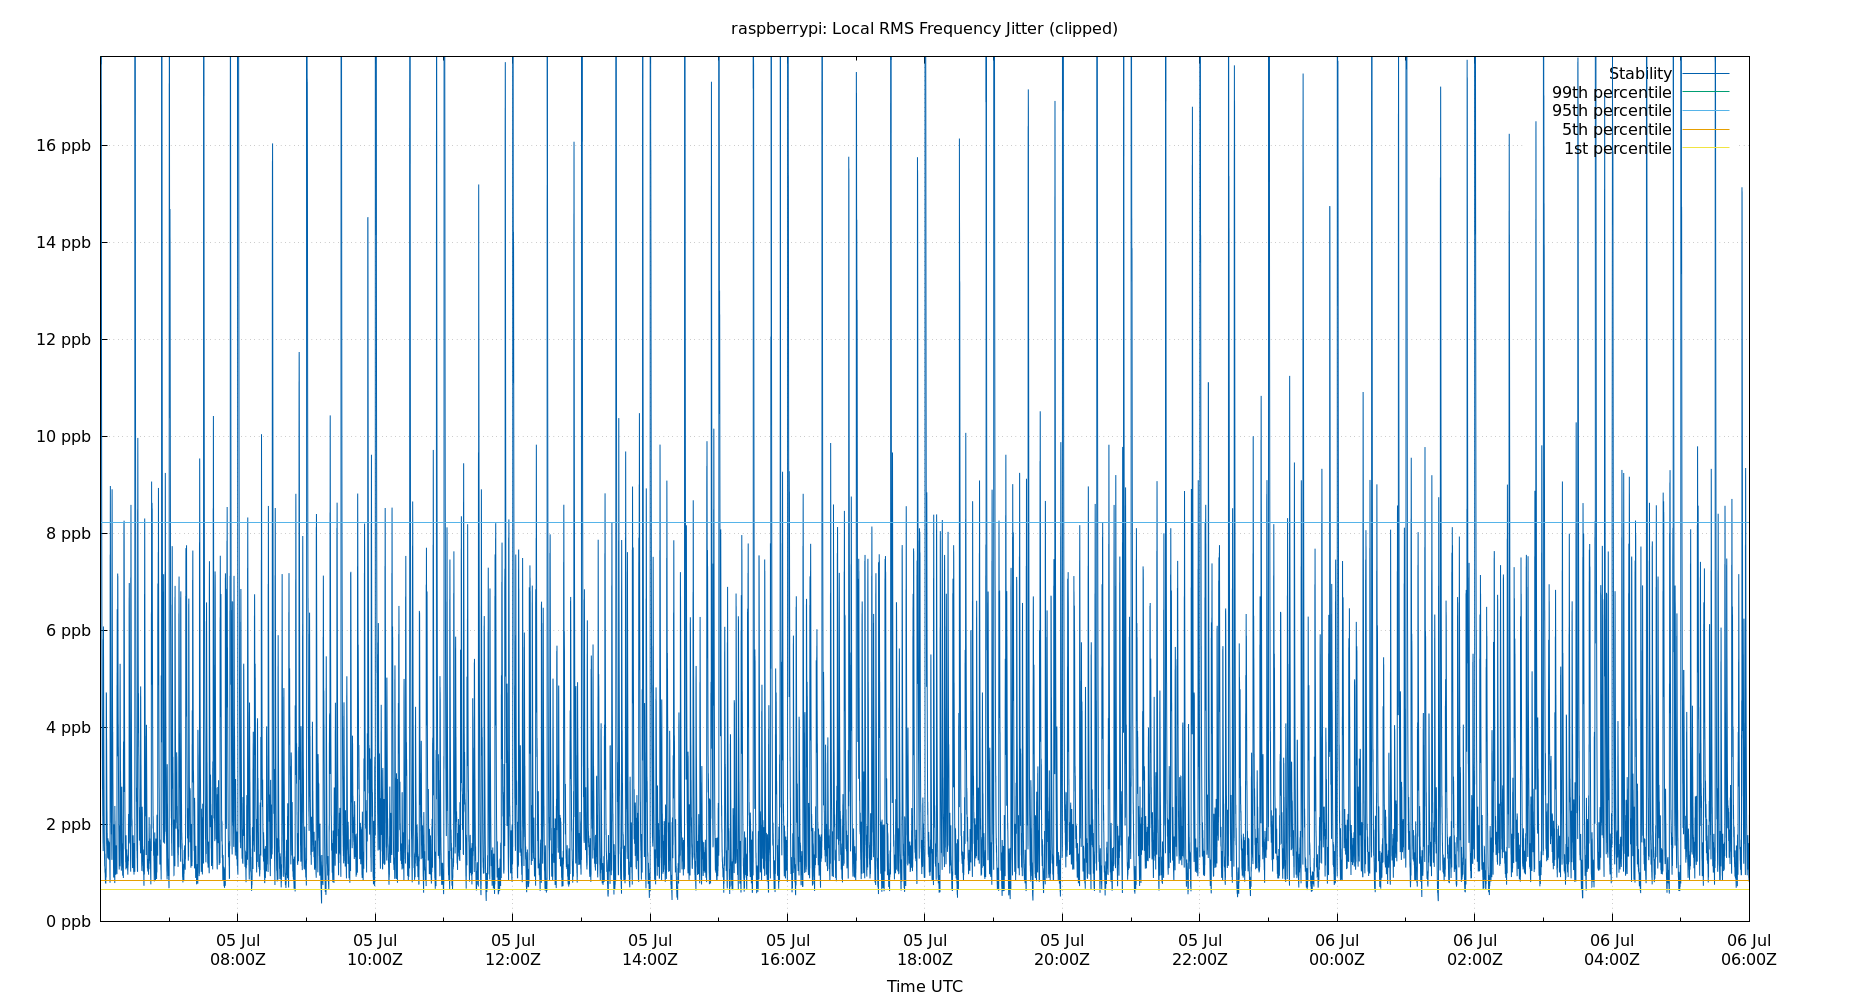 raspberrypi: Local RMS Frequency Jitter (clipped)
Stability
99th percentile
95th percentile
5th percentile
1st percentile
16 ppb
14 ppb
12 ppb
10 ppb
8 ppb
6 ppb
4 ppb
2 ppb
0 ppb
05 Jul 05 Jul 05 Jul 05 Jul 05 Jul 05 Jul 05 Jul 05 Jul 06 Jul 06 Jul 06 Jul 06 Jul
08:00Z 10:00Z 12:00Z 14:00Z 16:00Z 18:00Z 20:00Z 22:00Z 00:00Z 02:00Z 04:00Z 06:00Z
Time UTC